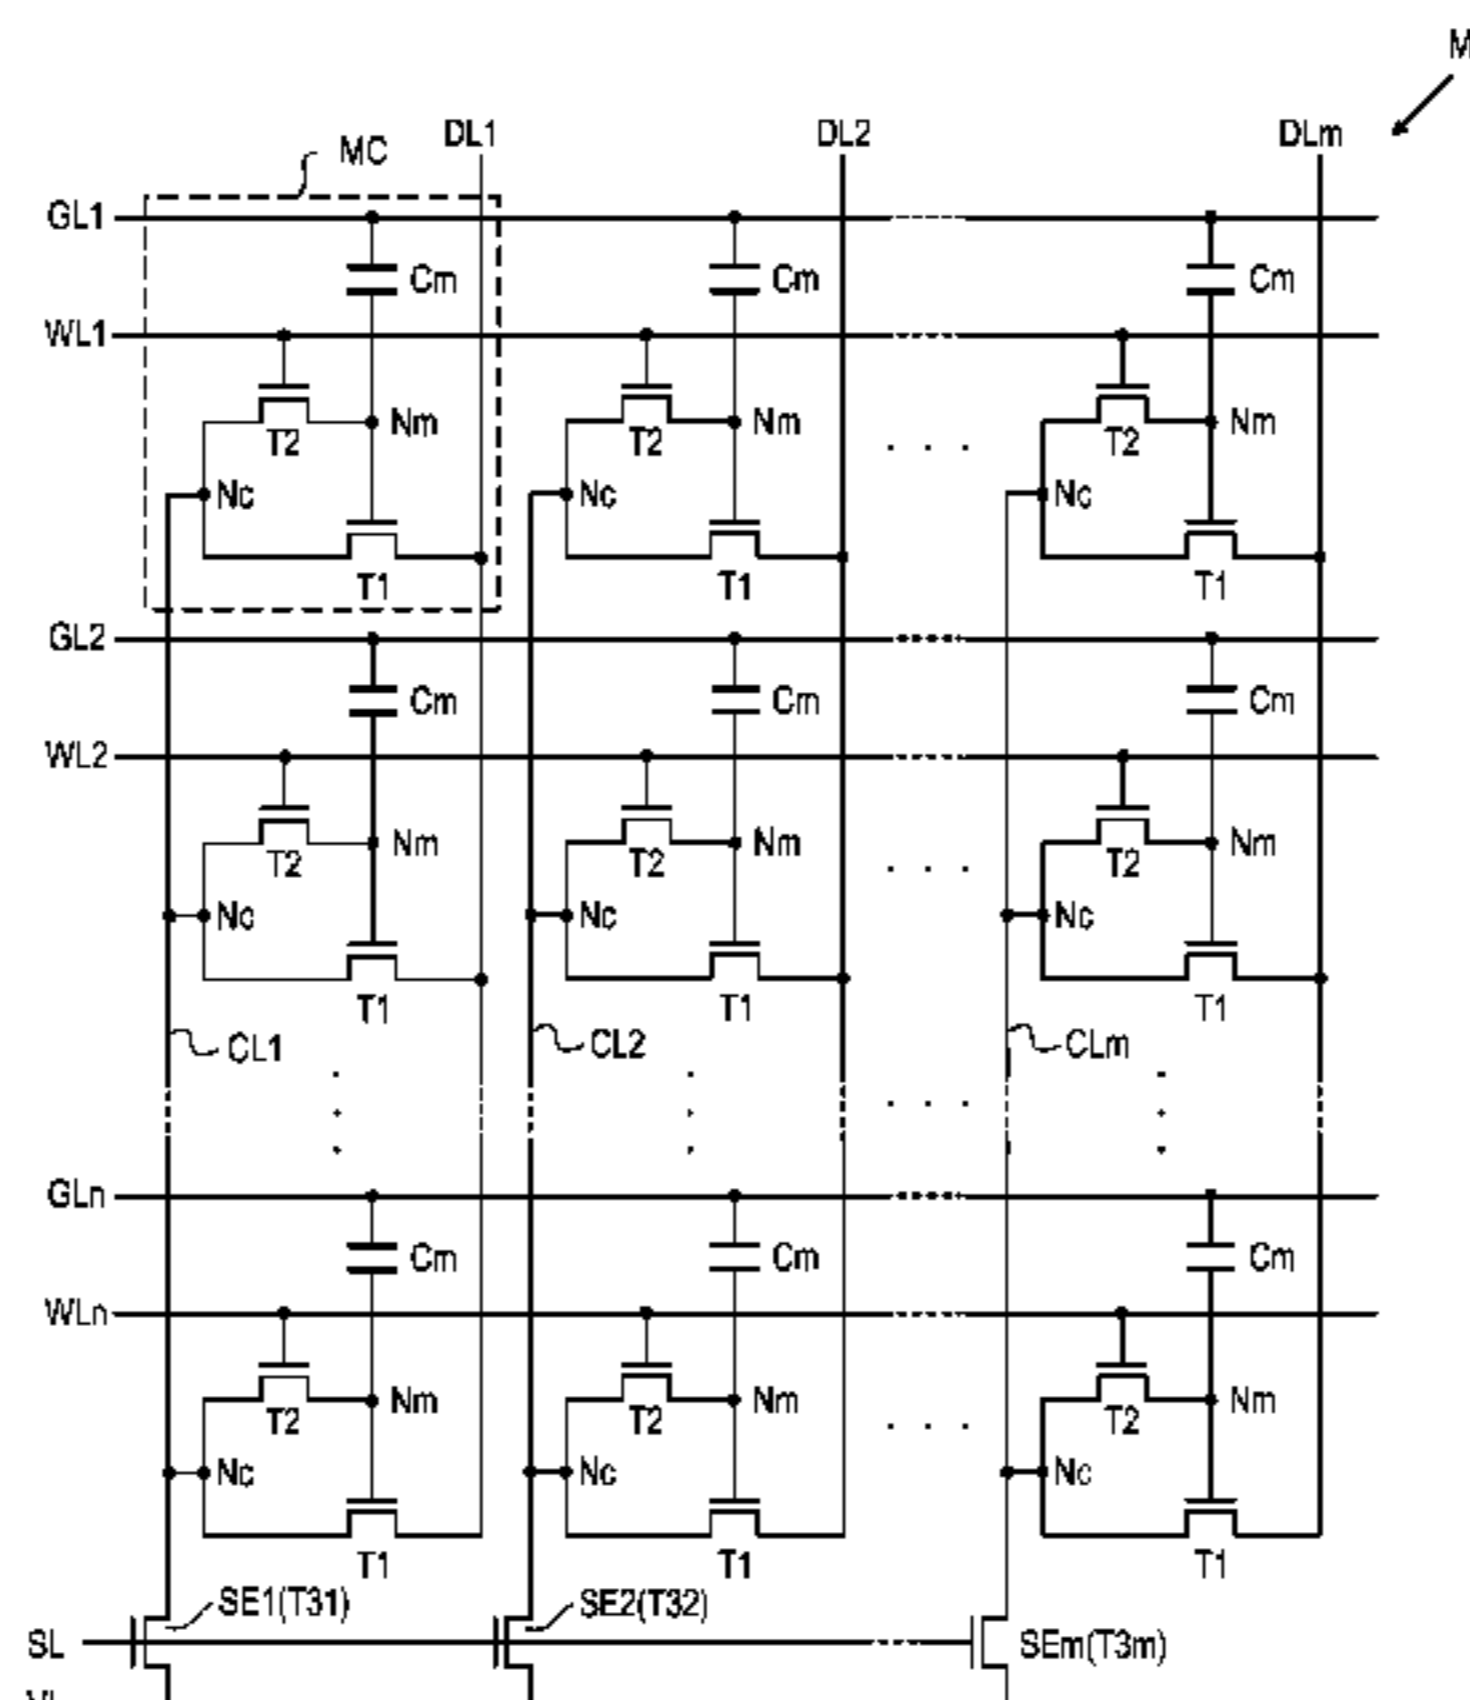 M
DL1 DL2 DLm
MC
GL1
Cm Cm Cm
WL1
T2 Nm T2 Nm . . . T2 Nm
Nc Nc Nc
T1 T1 T1
GL2
Cm Cm Cm
WL2
T2 Nm T2 Nm . . . T2 Nm
Nc Nc Nc
T1 T1 T1
CL1 CL2 CLm
. . .
GLn
Cm Cm Cm
WLn
T2 Nm T2 Nm . . . T2 Nm
Nc Nc Nc
T1 T1 T1
SE1(T31) SE2(T32)
SL SEm(T3m)